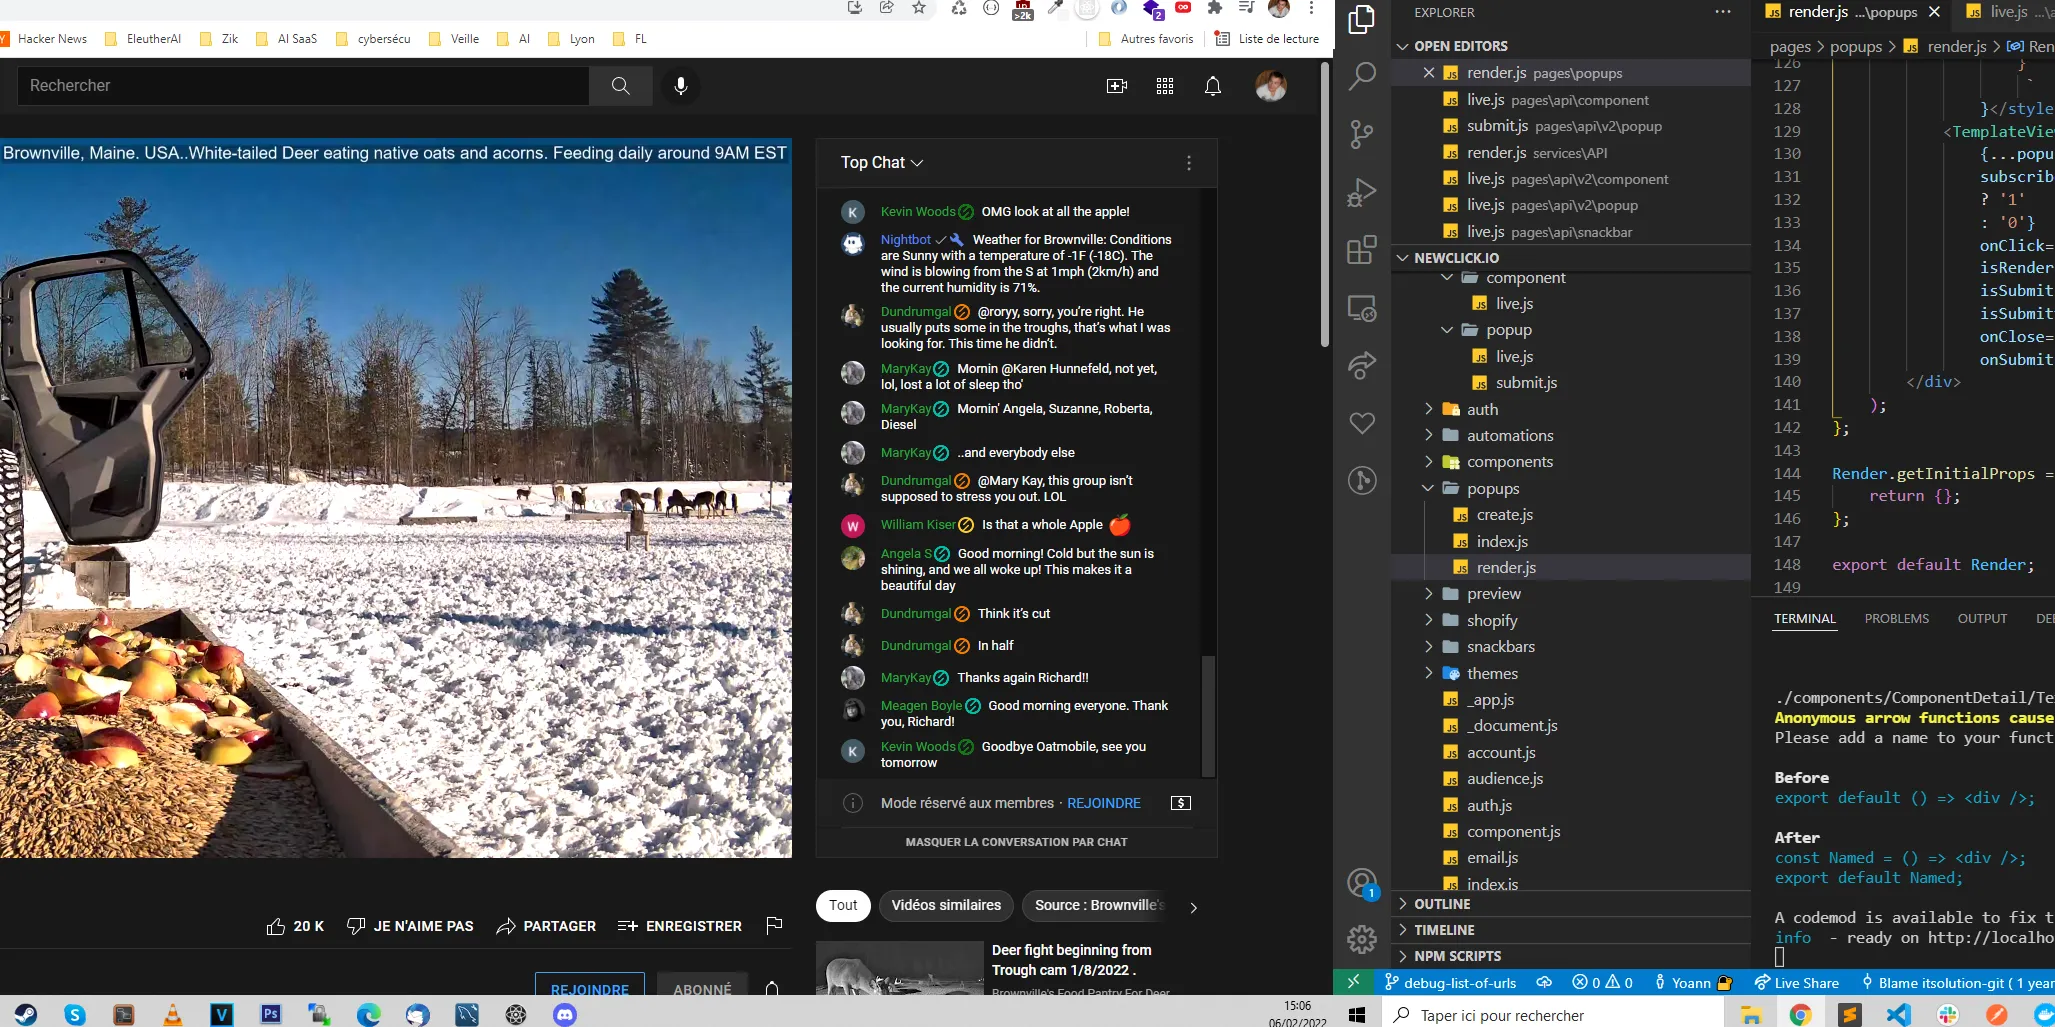 >2k
2
Hacker News
EleutherAI
Zik
AI SaaS
cybersécu
Veille
AI
Lyon
FL
Autres favoris
Liste de lecture
Rechercher
Brownville, Maine. USA..White-tailed Deer eating native oats and acorns. Feeding daily around 9AM EST
Top Chat
K
Kevin Woods OMG look at all the apple!
Nightbot Weather for Brownville: Conditions
are Sunny with a temperature of -1F (-18C). The
wind is blowing from the S at 1mph (2km/h) and
the current humidity is 71%.
Dundrumgal @roryy, sorry, you're right. He
usually puts some in the troughs, that's what I was
looking for. This time he didn't.
MaryKay Mornin @Karen Hunnefeld, not yet,
lol, lost a lot of sleep tho'
MaryKay Mornin' Angela, Suzanne, Roberta,
Diesel
MaryKay ..and everybody else
Dundrumgal @Mary Kay, this group isn't
supposed to stress you out. LOL
W
William Kiser Is that a whole Apple
Angela S Good morning! Cold but the sun is
shining, and we all woke up! This makes it a
beautiful day
Dundrumgal Think it's cut
Dundrumgal In half
MaryKay Thanks again Richard!!
Meagen Boyle Good morning everyone. Thank
you, Richard!
K
Kevin Woods Goodbye Oatmobile, see you
tomorrow
Mode réservé aux membres · REJOINDRE
MASQUER LA CONVERSATION PAR CHAT
20 K
JE N'AIME PAS
PARTAGER
ENREGISTRER
Tout
Vidéos similaires
Source : Brownville's
Deer fight beginning from
Trough cam 1/8/2022 .
Brownville's Food Pantry For Deer
REJOINDRE
ABONNÉ
EXPLORER
OPEN EDITORS
render.js pages\popups
live.js pages\api\component
submit.js pages\api\v2\popup
render.js services\API
live.js pages\api\v2\component
live.js pages\api\v2\popup
live.js pages\api\snackbar
NEWCLICK.IO
component
live.js
popup
live.js
submit.js
auth
automations
components
popups
create.js
index.js
render.js
preview
shopify
snackbars
themes
_app.js
_document.js
account.js
audience.js
auth.js
component.js
email.js
index.js
OUTLINE
TIMELINE
NPM SCRIPTS
1
render.js ...\popups
live.js ...\a
pages > popups > render.js > Ren
126 }
127 `
128 }</style
129 <TemplateVie
130 {...popu
131 subscrib
132 ? '1'
133 : '0'}
134 onClick=
135 isRender
136 isSubmit
137 isSubmit
138 onClose=
139 onSubmit
140 </div>
141 );
142 };
143
144 Render.getInitialProps =
145 return {};
146 };
147
148 export default Render;
149
TERMINAL
PROBLEMS
OUTPUT
DE
./components/ComponentDetail/Te
Anonymous arrow functions cause
Please add a name to your funct
Before
export default () => <div />;
After
const Named = () => <div />;
export default Named;
A codemod is available to fix t
info - ready on http://localho
debug-list-of-urls
0
0
Yoann
Live Share
Blame itsolution-git ( 1 year
V
Ps
15:06
06/02/2022
Taper ici pour rechercher